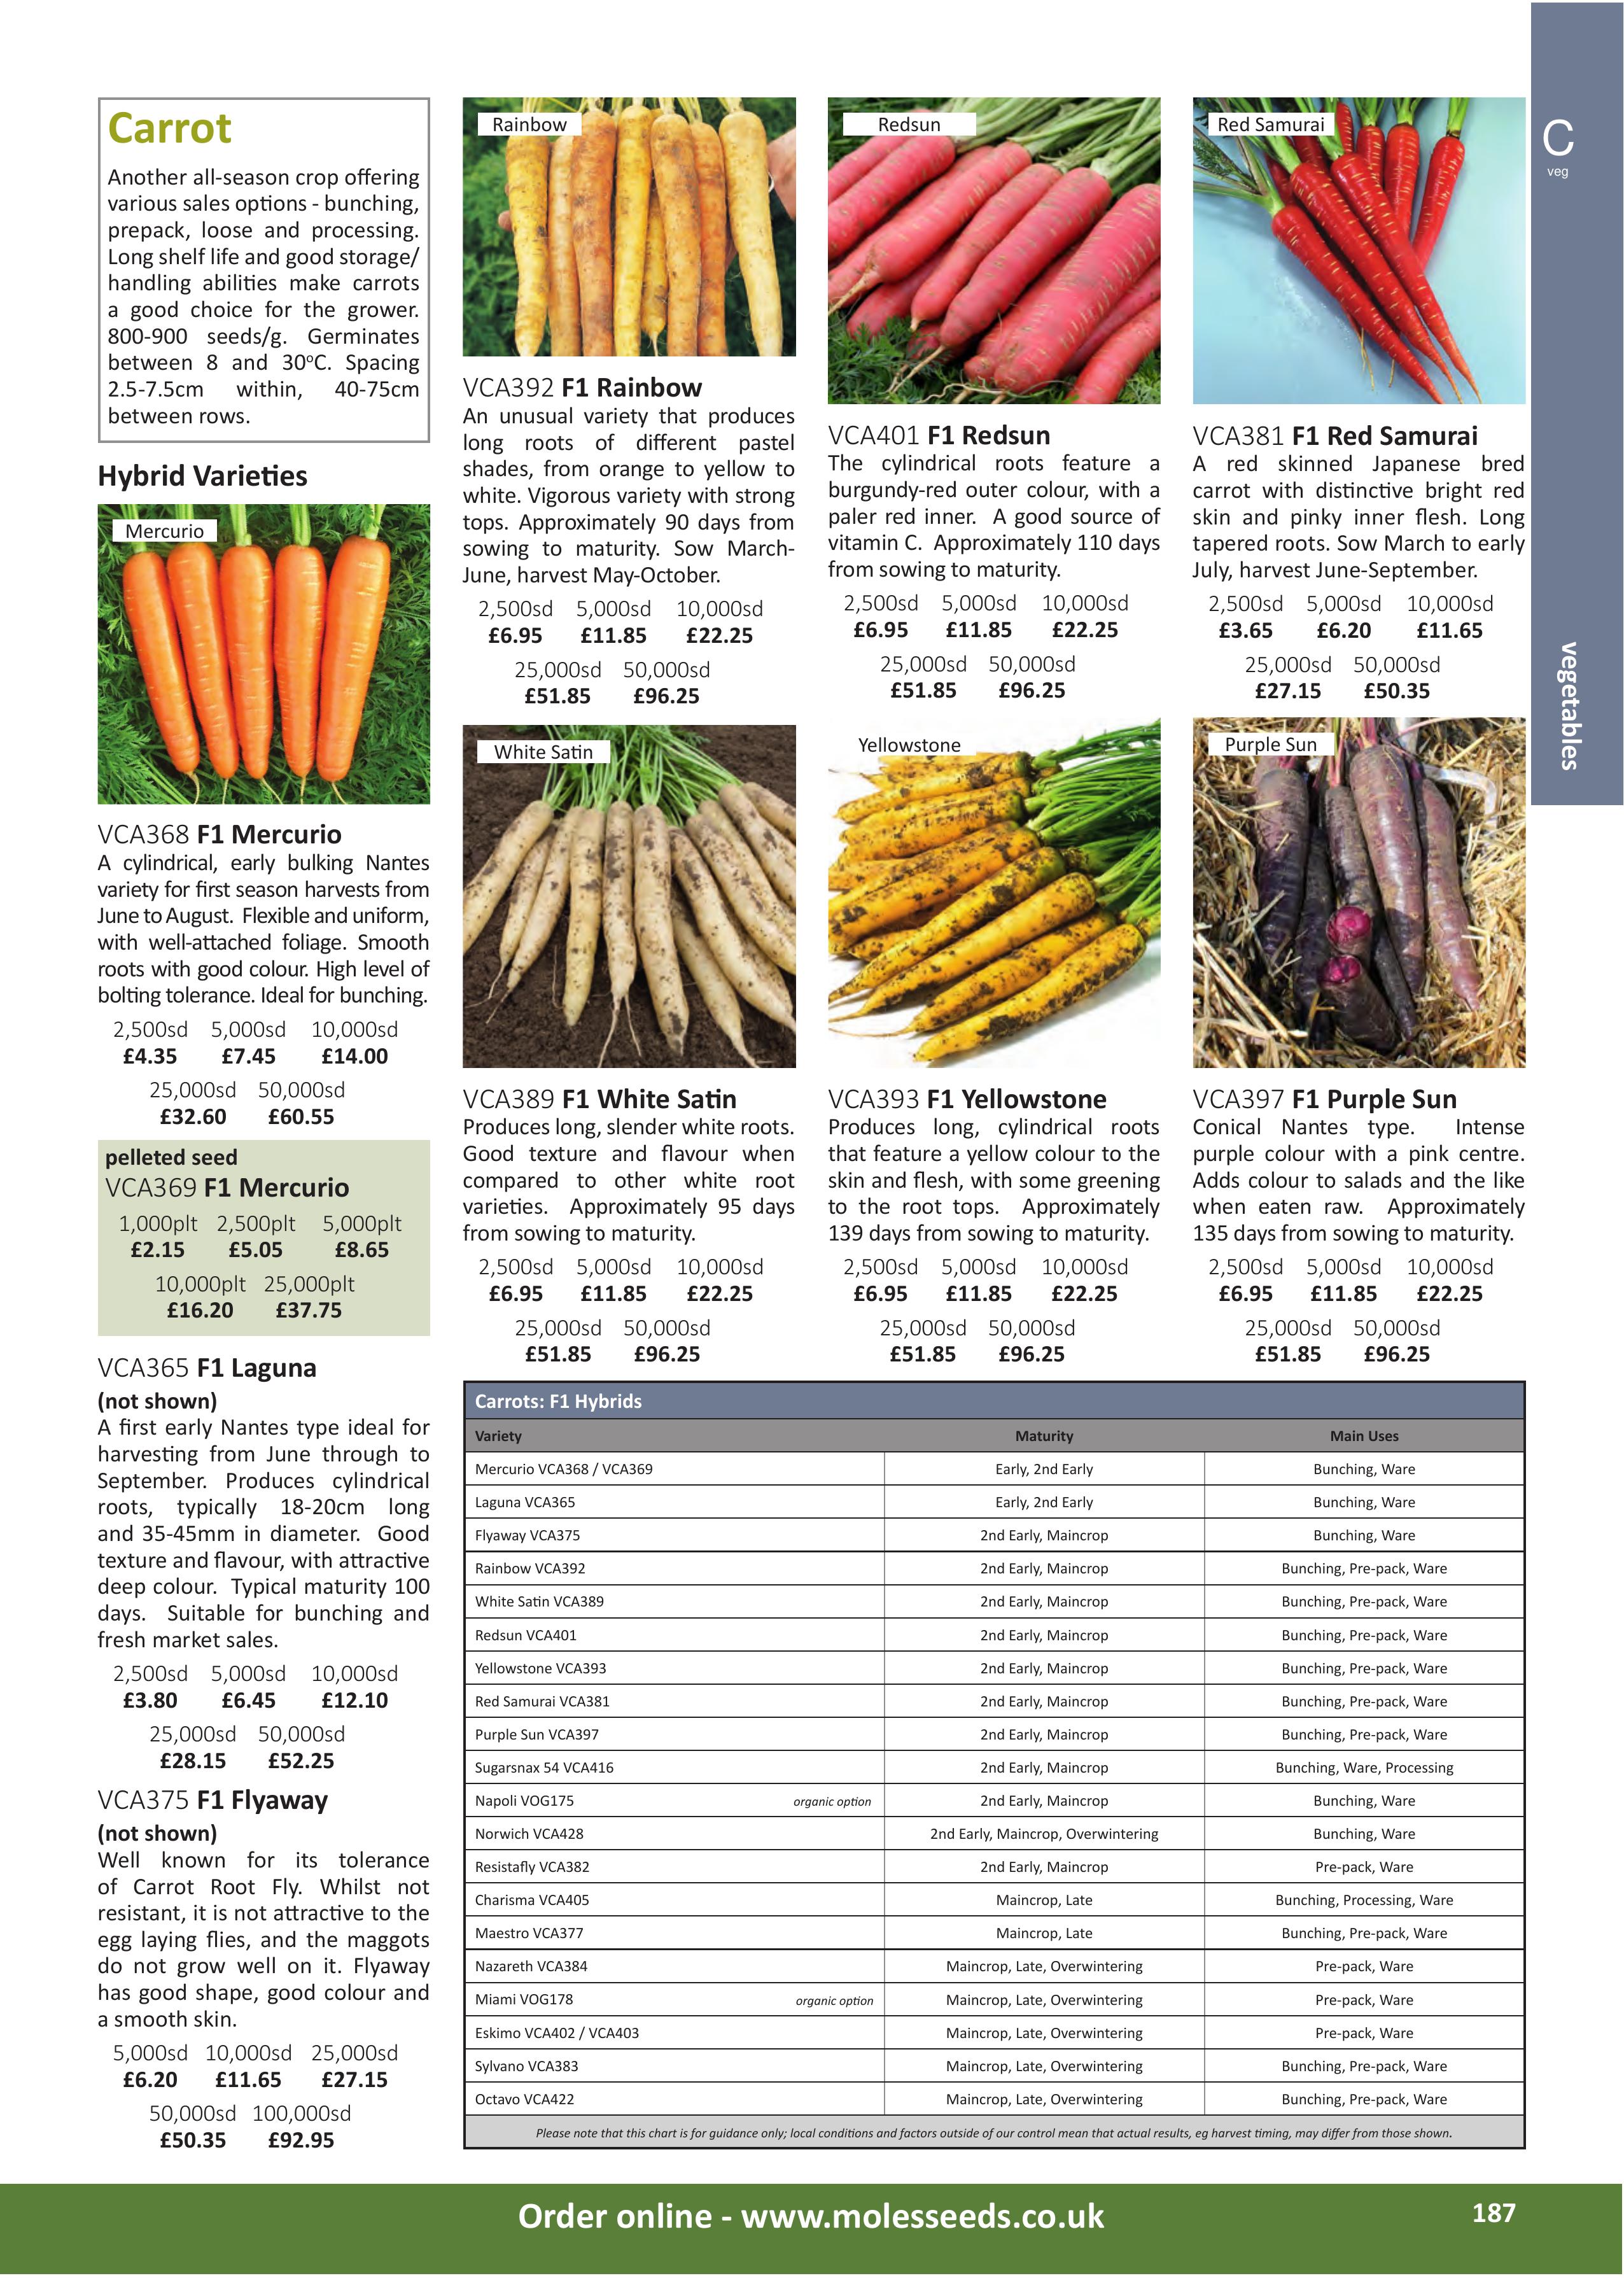 Carrot
Another all-season crop offering
various sales options - bunching,
prepack, loose and processing.
Long shelf life and good storage/
handling abilities make carrots
a good choice for the grower.
800-900 seeds/g. Germinates
between 8 and 30ºC. Spacing
2.5-7.5cm within, 40-75cm
between rows.
Hybrid Varieties
Mercurio
VCA368 F1 Mercurio
A cylindrical, early bulking Nantes
variety for first season harvests from
June to August. Flexible and uniform,
with well-attached foliage. Smooth
roots with good colour. High level of
bolting tolerance. Ideal for bunching.
2,500sd 5,000sd 10,000sd
£4.35 £7.45 £14.00
25,000sd 50,000sd
£32.60 £60.55
pelleted seed
VCA369 F1 Mercurio
1,000plt 2,500plt 5,000plt
£2.15 £5.05 £8.65
10,000plt 25,000plt
£16.20 £37.75
VCA365 F1 Laguna
(not shown)
A first early Nantes type ideal for
harvesting from June through to
September. Produces cylindrical
roots, typically 18-20cm long
and 35-45mm in diameter. Good
texture and flavour, with attractive
deep colour. Typical maturity 100
days. Suitable for bunching and
fresh market sales.
2,500sd 5,000sd 10,000sd
£3.80 £6.45 £12.10
25,000sd 50,000sd
£28.15 £52.25
VCA375 F1 Flyaway
(not shown)
Well known for its tolerance
of Carrot Root Fly. Whilst not
resistant, it is not attractive to the
egg laying flies, and the maggots
do not grow well on it. Flyaway
has good shape, good colour and
a smooth skin.
5,000sd 10,000sd 25,000sd
£6.20 £11.65 £27.15
50,000sd 100,000sd
£50.35 £92.95
Rainbow
VCA392 F1 Rainbow
An unusual variety that produces
long roots of different pastel
shades, from orange to yellow to
white. Vigorous variety with strong
tops. Approximately 90 days from
sowing to maturity. Sow March-
June, harvest May-October.
2,500sd 5,000sd 10,000sd
£6.95 £11.85 £22.25
25,000sd 50,000sd
£51.85 £96.25
White Satin
VCA389 F1 White Satin
Produces long, slender white roots.
Good texture and flavour when
compared to other white root
varieties. Approximately 95 days
from sowing to maturity.
2,500sd 5,000sd 10,000sd
£6.95 £11.85 £22.25
25,000sd 50,000sd
£51.85 £96.25
Redsun
VCA401 F1 Redsun
The cylindrical roots feature a
burgundy-red outer colour, with a
paler red inner. A good source of
vitamin C. Approximately 110 days
from sowing to maturity.
2,500sd 5,000sd 10,000sd
£6.95 £11.85 £22.25
25,000sd 50,000sd
£51.85 £96.25
Yellowstone
VCA393 F1 Yellowstone
Produces long, cylindrical roots
that feature a yellow colour to the
skin and flesh, with some greening
to the root tops. Approximately
139 days from sowing to maturity.
2,500sd 5,000sd 10,000sd
£6.95 £11.85 £22.25
25,000sd 50,000sd
£51.85 £96.25
Red Samurai
VCA381 F1 Red Samurai
A red skinned Japanese bred
carrot with distinctive bright red
skin and pinky inner flesh. Long
tapered roots. Sow March to early
July, harvest June-September.
2,500sd 5,000sd 10,000sd
£3.65 £6.20 £11.65
25,000sd 50,000sd
£27.15 £50.35
Purple Sun
VCA397 F1 Purple Sun
Conical Nantes type. Intense
purple colour with a pink centre.
Adds colour to salads and the like
when eaten raw. Approximately
135 days from sowing to maturity.
2,500sd 5,000sd 10,000sd
£6.95 £11.85 £22.25
25,000sd 50,000sd
£51.85 £96.25
Carrots: F1 Hybrids
Variety Maturity Main Uses
Mercurio VCA368 / VCA369 Early, 2nd Early Bunching, Ware
Laguna VCA365 Early, 2nd Early Bunching, Ware
Flyaway VCA375 2nd Early, Maincrop Bunching, Ware
Rainbow VCA392 2nd Early, Maincrop Bunching, Pre-pack, Ware
White Satin VCA389 2nd Early, Maincrop Bunching, Pre-pack, Ware
Redsun VCA401 2nd Early, Maincrop Bunching, Pre-pack, Ware
Yellowstone VCA393 2nd Early, Maincrop Bunching, Pre-pack, Ware
Red Samurai VCA381 2nd Early, Maincrop Bunching, Pre-pack, Ware
Purple Sun VCA397 2nd Early, Maincrop Bunching, Pre-pack, Ware
Sugarsnax 54 VCA416 2nd Early, Maincrop Bunching, Ware, Processing
Napoli VOG175 organic option 2nd Early, Maincrop Bunching, Ware
Norwich VCA428 2nd Early, Maincrop, Overwintering Bunching, Ware
Resistafly VCA382 2nd Early, Maincrop Pre-pack, Ware
Charisma VCA405 Maincrop, Late Bunching, Processing, Ware
Maestro VCA377 Maincrop, Late Bunching, Pre-pack, Ware
Nazareth VCA384 Maincrop, Late, Overwintering Pre-pack, Ware
Miami VOG178 organic option Maincrop, Late, Overwintering Pre-pack, Ware
Eskimo VCA402 / VCA403 Maincrop, Late, Overwintering Pre-pack, Ware
Sylvano VCA383 Maincrop, Late, Overwintering Bunching, Pre-pack, Ware
Octavo VCA422 Maincrop, Late, Overwintering Bunching, Pre-pack, Ware
Please note that this chart is for guidance only; local conditions and factors outside of our control mean that actual results, eg harvest timing, may differ from those shown.
C
veg
vegetables
Order online - www.molesseeds.co.uk
187